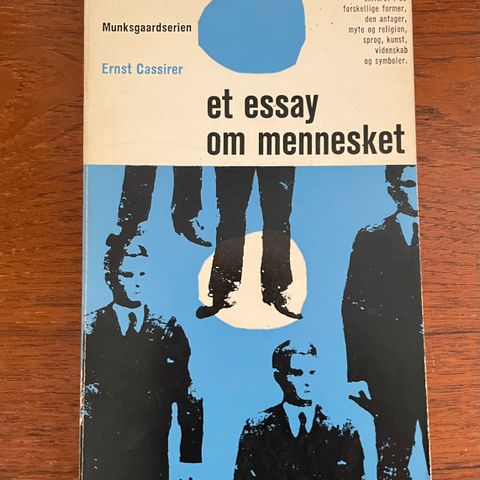 forskellige former,
den antager,
myte og religion,
sprog, kunst,
videnskab
og symboler.
Munksgaardserien
Ernst Cassirer
et essay
om mennesket